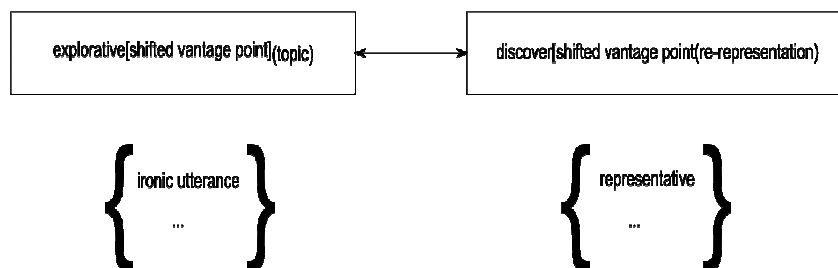 explorative[shifted vantage point](topic)
discover[shifted vantage point(re-representation)
ironic utterance
...
representative
...